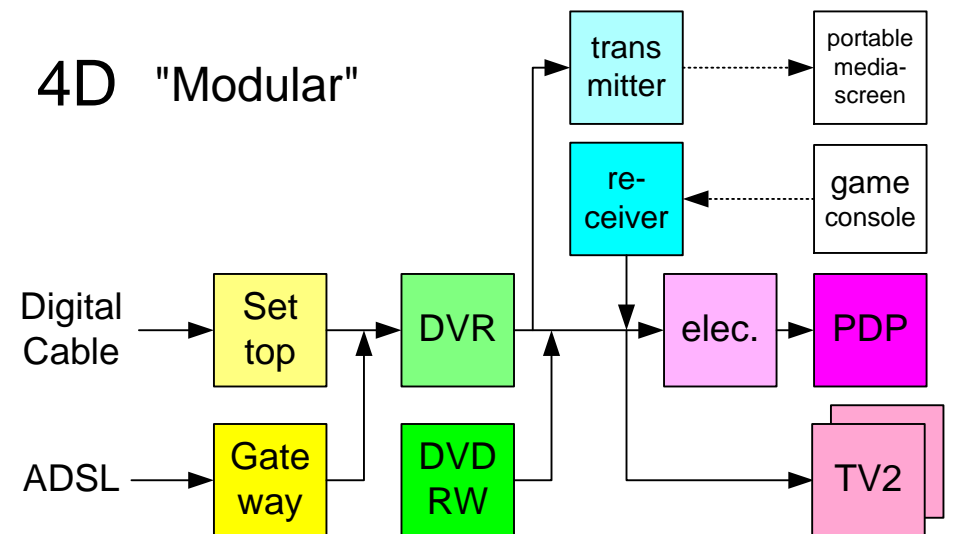 4D "Modular"
trans
mitter
portable
media-
screen
re-
ceiver
game
console
Digital
Cable
Set
top
DVR
elec.
PDP
ADSL
Gate
way
DVD
RW
TV2